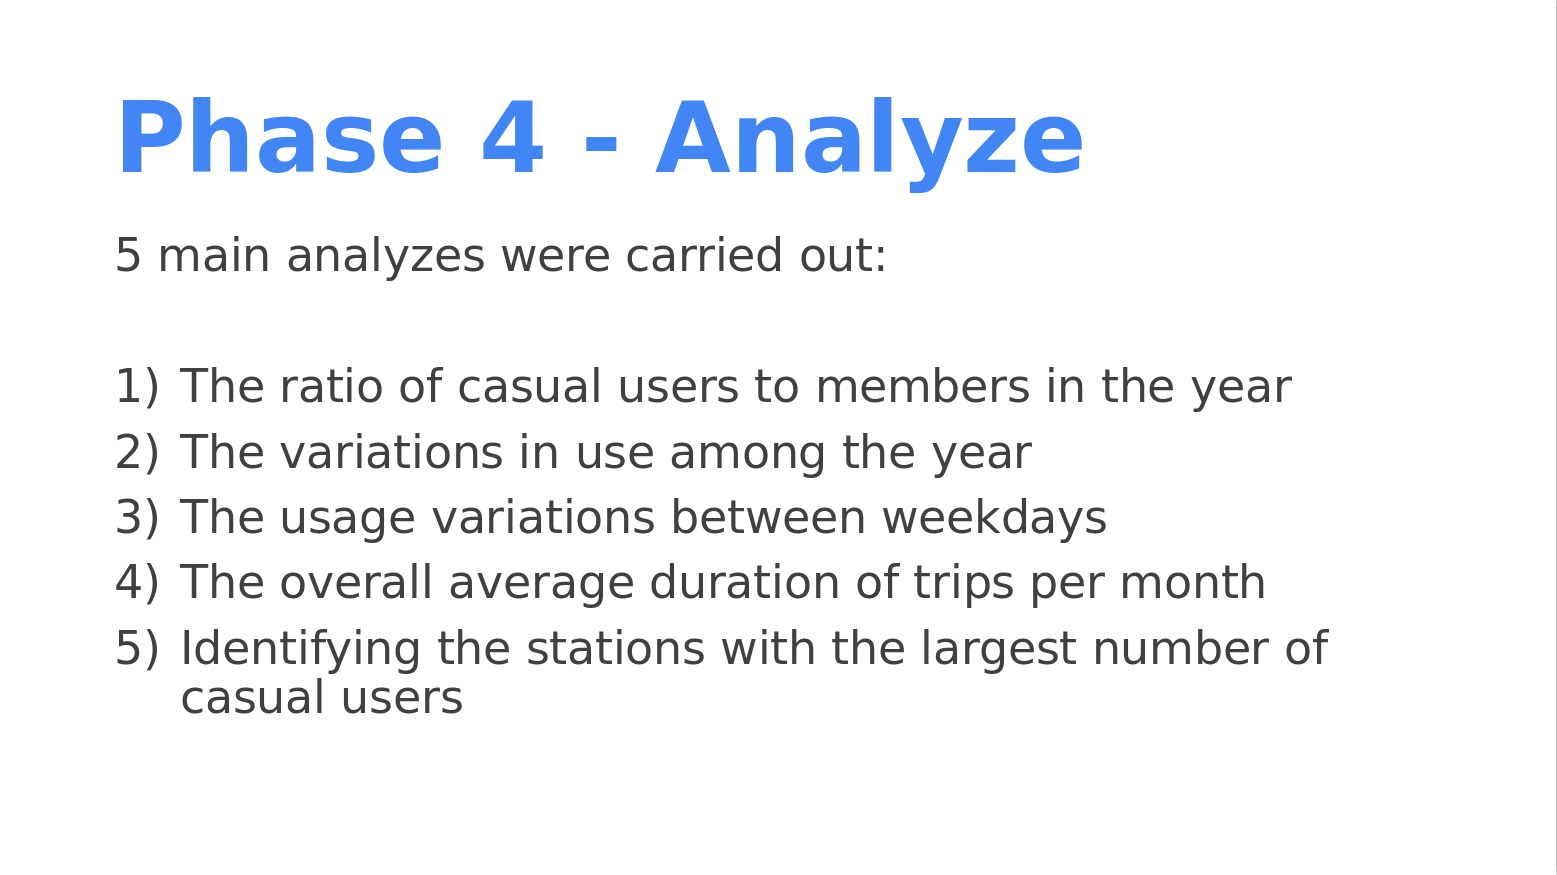 Phase 4 - Analyze
5 main analyzes were carried out:
1) The ratio of casual users to members in the year
2) The variations in use among the year
3) The usage variations between weekdays
4) The overall average duration of trips per month
5) Identifying the stations with the largest number of
casual users